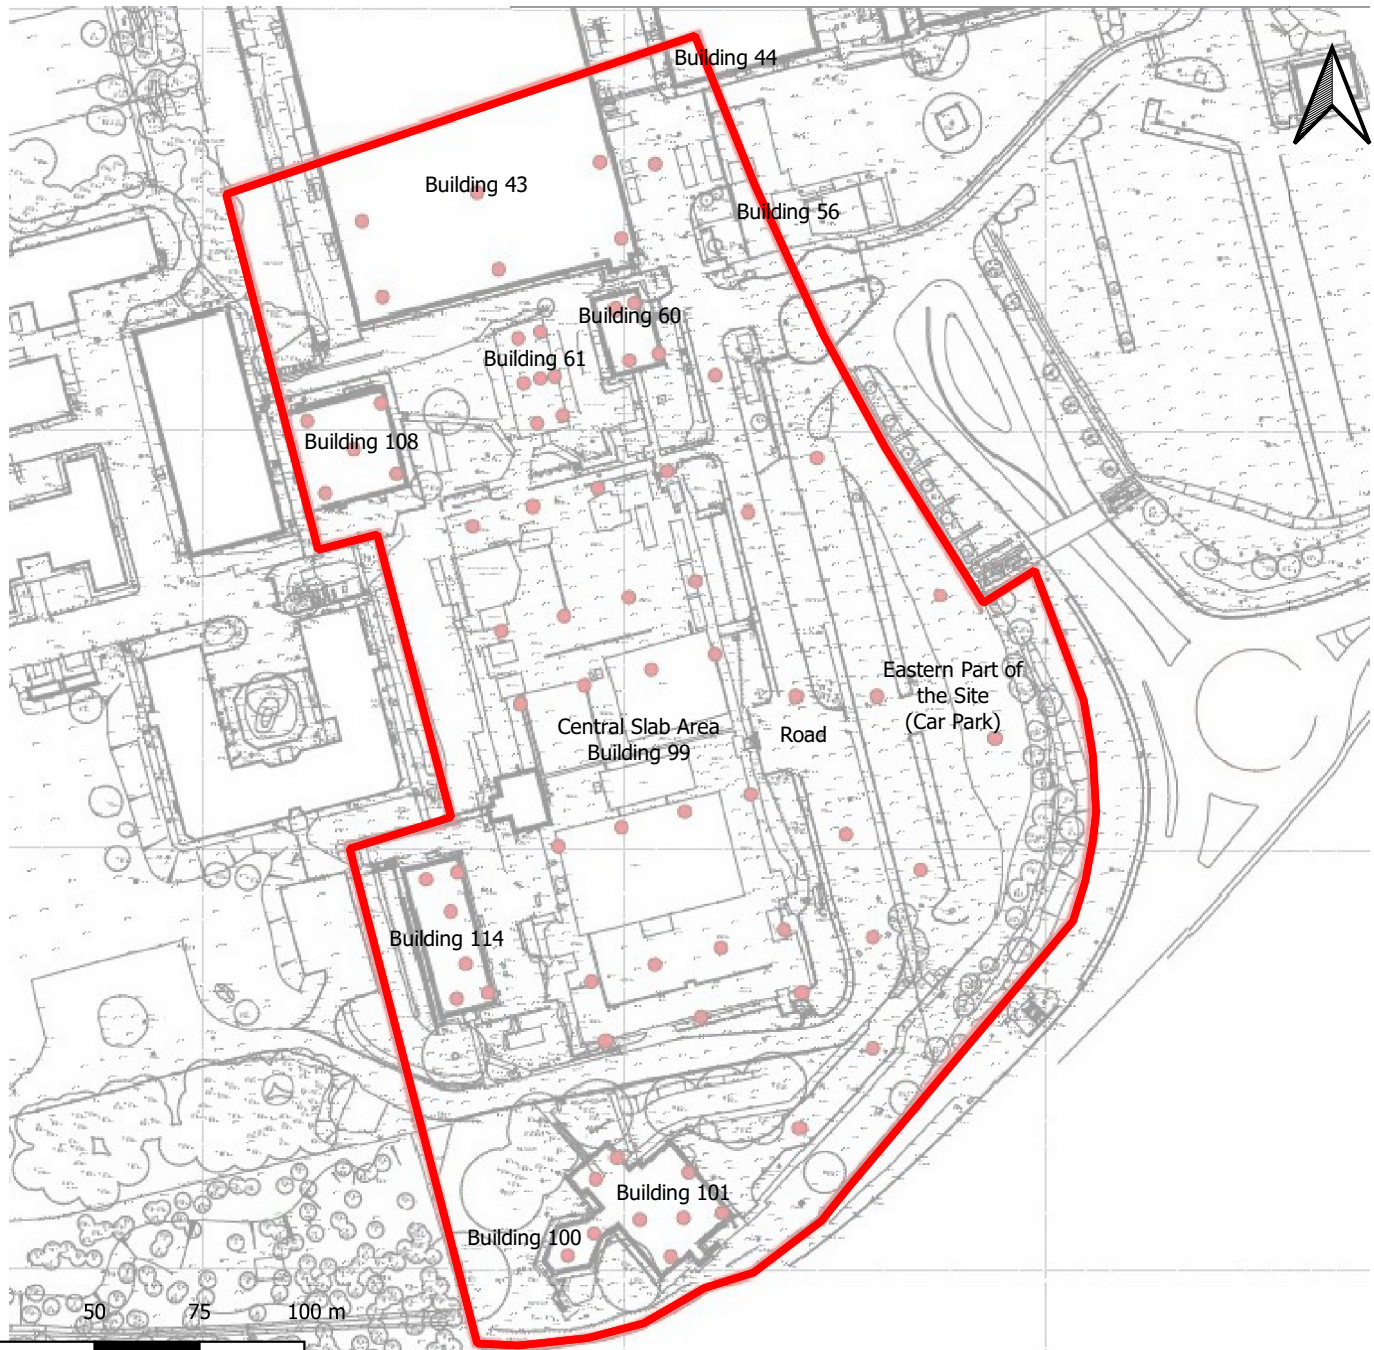 Building 44
Building 43
Building 56
Building 60
Building 61
Building 108
Eastern Part of
the Site
(Car Park)
Central Slab Area
Building 99
Road
Building 114
Building 101
Building 100
50 75 100 m